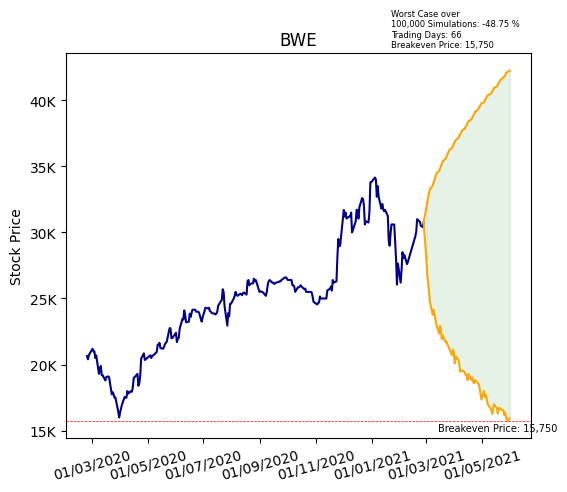 Worst Case over
100,000 Simulations: -48.75 %
Trading Days: 66
Breakeven Price: 15,750
BWE
Stock Price
40K
35K
30K
25K
20K
15K
Breakeven Price: 15,750
01/03/2020 01/05/2020 01/07/2020 01/09/2020 01/11/2020 01/01/2021 01/03/2021 01/05/2021